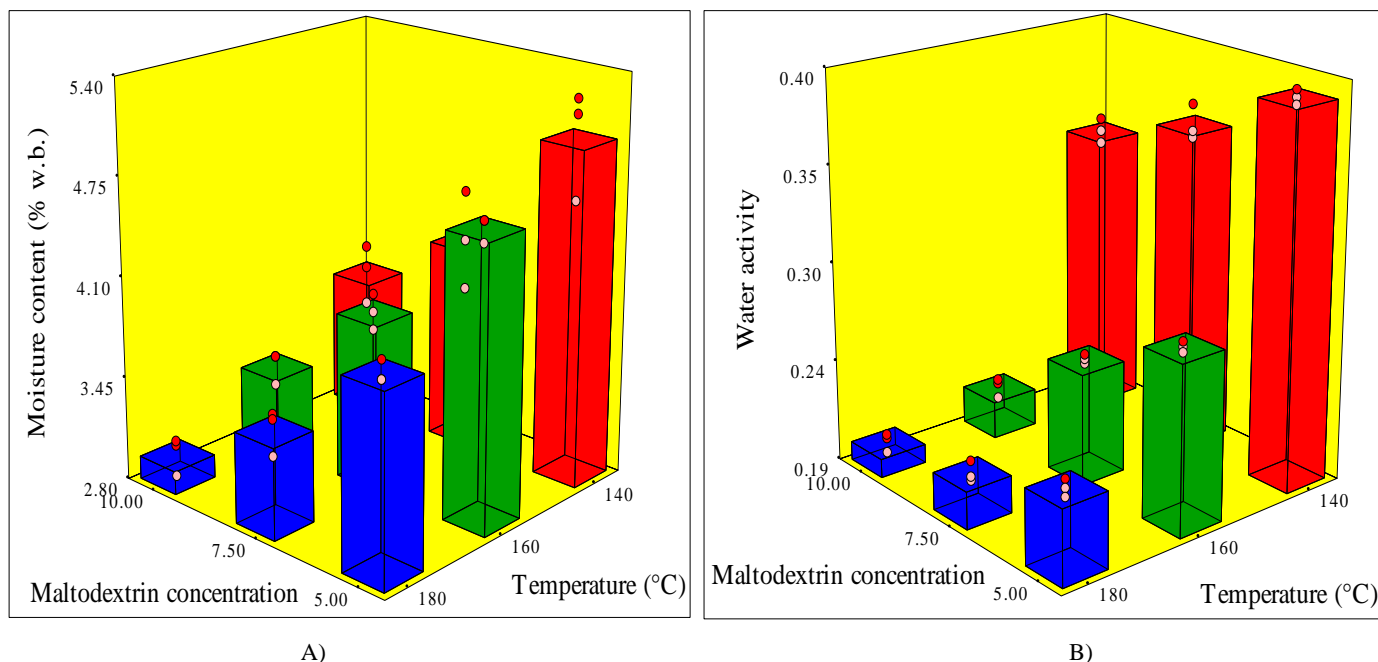 Moisture content (% w.b.)
5.40
4.75
4.10
3.45
2.80
10.00
7.50
5.00
Maltodextrin concentration
140
160
180
Temperature (°C)
A)
Water activity
0.40
0.35
0.30
0.24
0.19
10.00
7.50
5.00
Maltodextrin concentration
140
160
180
Temperature (°C)
B)